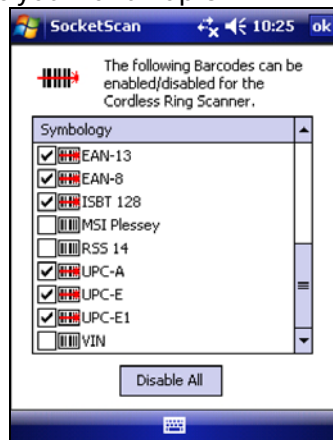 SocketScan 10:25 ok
The following Barcodes can be
enabled/disabled for the
Cordless Ring Scanner.
Symbology
EAN-13
EAN-8
ISBT 128
MSI Plessey
RSS 14
UPC-A
UPC-E
UPC-E1
VIN
Disable All